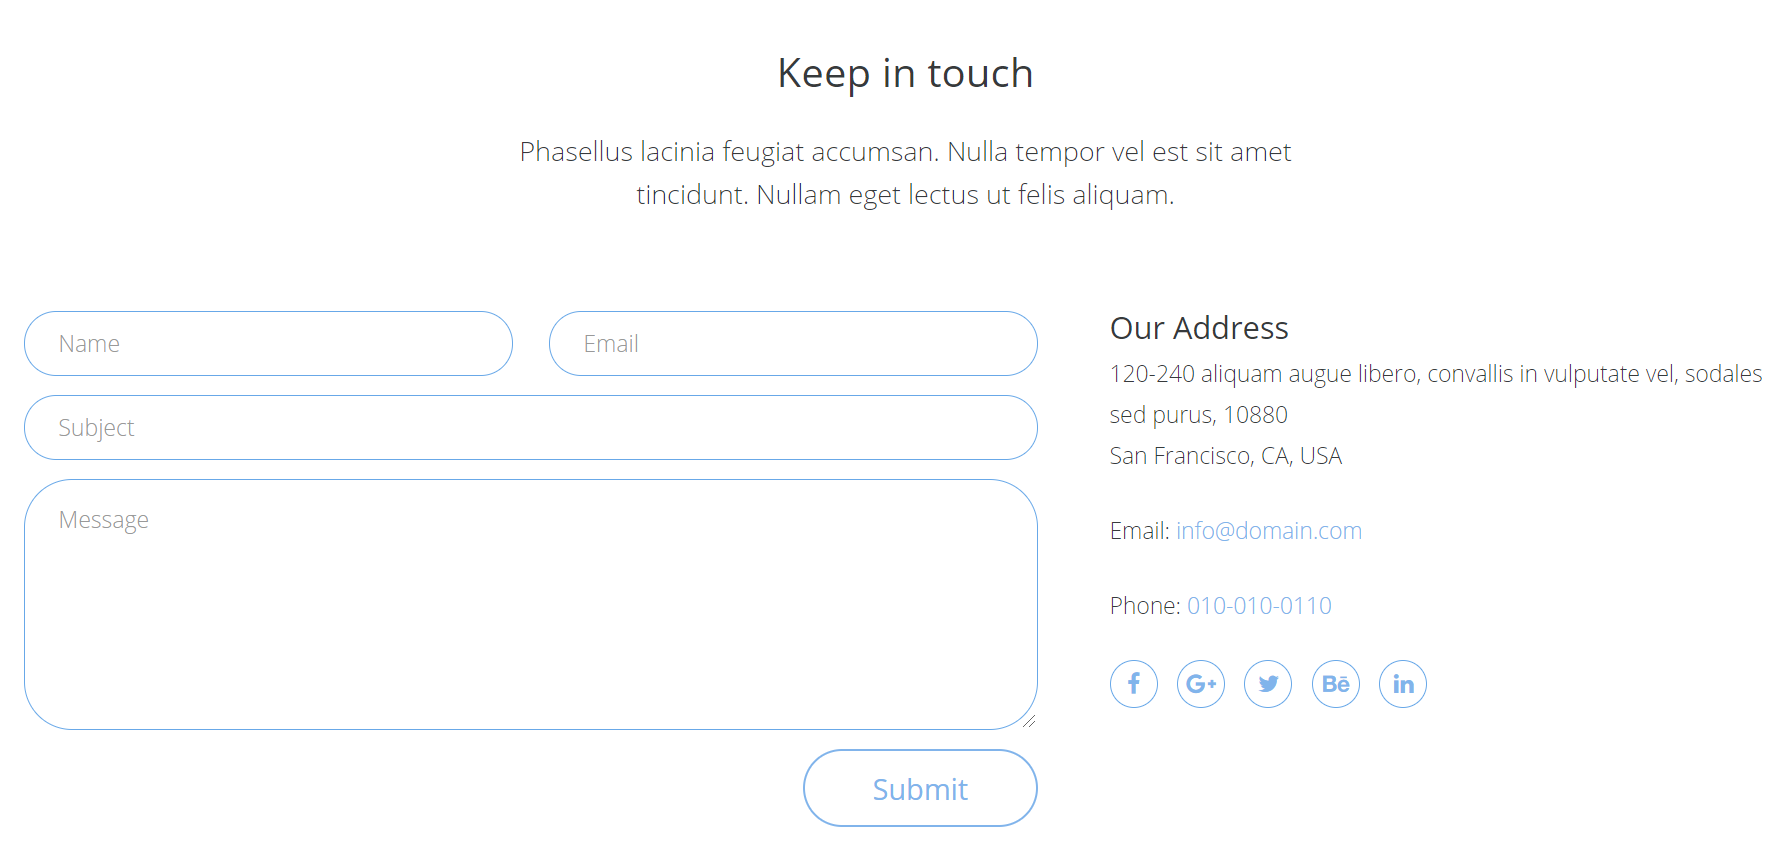 Keep in touch
Phasellus lacinia feugiat accumsan. Nulla tempor vel est sit amet
tincidunt. Nullam eget lectus ut felis aliquam.
Name
Email
Subject
Message
Submit
Our Address
120-240 aliquam augue libero, convallis in vulputate vel, sodales
sed purus, 10880
San Francisco, CA, USA
Email: info@domain.com
Phone: 010-010-0110
f G+ Bē in